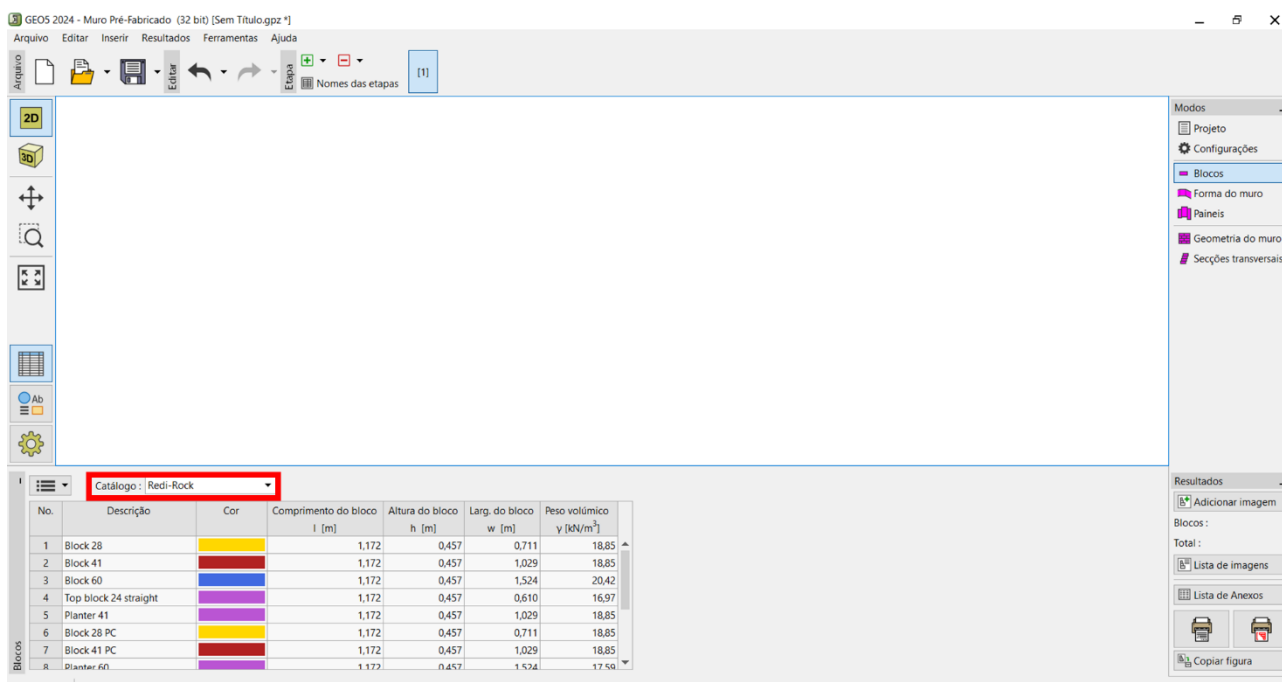 GEO5 2024 - Muro Pré-Fabricado (32 bit) [Sem Título.gpz *]
Arquivo Editar Inserir Resultados Ferramentas Ajuda
Arquivo
Editar
Etapa
Nomes das etapas
[1]
2D
3D
Ab
Modos
Projeto
Configurações
Blocos
Forma do muro
Paineis
Geometria do muro
Secções transversais
Catálogo : Redi-Rock
No. Descrição Cor Comprimento do bloco Altura do bloco Larg. do bloco Peso volúmico
l [m] h [m] w [m] γ [kN/m³]
1 Block 28 1,172 0,457 0,711 18,85
2 Block 41 1,172 0,457 1,029 18,85
3 Block 60 1,172 0,457 1,524 20,42
4 Top block 24 straight 1,172 0,457 0,610 16,97
5 Planter 41 1,172 0,457 1,029 18,85
6 Block 28 PC 1,172 0,457 0,711 18,85
7 Block 41 PC 1,172 0,457 1,029 18,85
8 Planter 60 1,172 0,457 1,524 17,59
Blocos
Resultados
Adicionar imagem
Blocos :
Total :
Lista de imagens
Lista de Anexos
Copiar figura